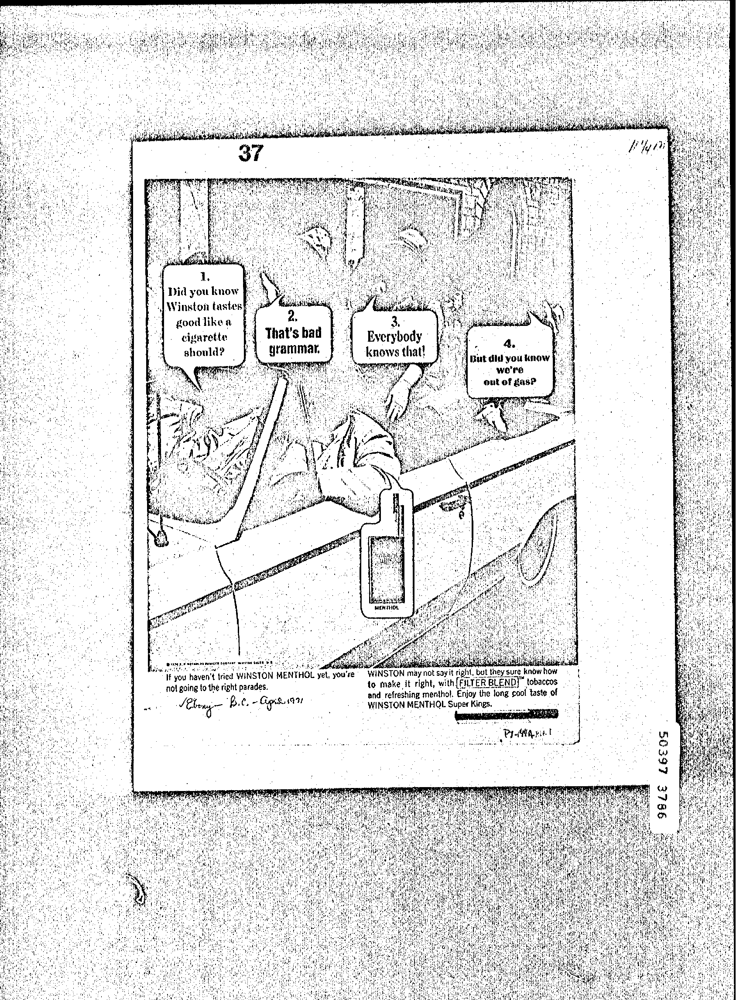 37
1.
Did you know
Winston tastes
good like a
cigarette
should?
2.
That's bad
grammar.
3.
Everybody
knows that!
4.
But did you know
we're
out of gas?
MENTHOL
If you haven't tried WINSTON MENTHOL yet, you're
not going to the right parades.
WINSTON may not say it right, but they sure know how
to make it right, with FILTER BLEND™ tobaccos
and refreshing menthol. Enjoy the long cool taste of
WINSTON MENTHOL Super Kings.
Ebony - B.C. - April 1971
50397 3786